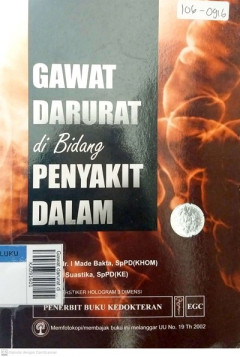 106-0916
GAWAT
DARURAT
di Bidang
PENYAKIT
DALAM
dr. I Made Bakta, SpPD(KHOM)
Suastika, SpPD(KE)
STIKER HOLOGRAM 3 DIMENSI
PENERBIT BUKU KEDOKTERAN
EGC
Memfotokopi/membajak buku ini melanggar UU No. 19 Th 2002